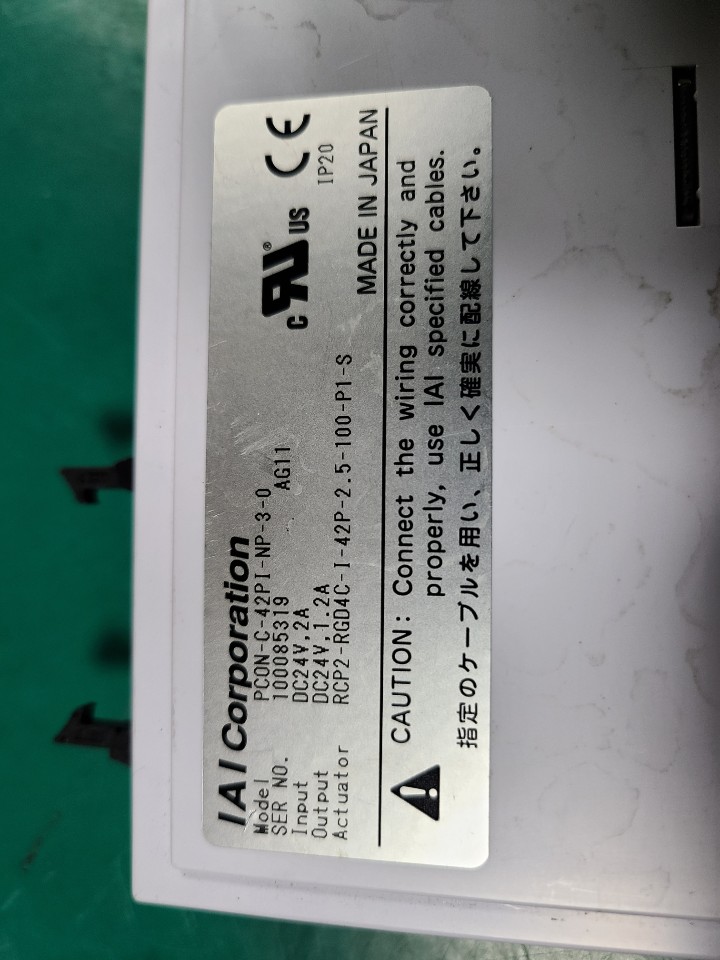 IAI Corporation
Model PCON-C-42PI-NP-3-0
SER NO. 100085319 AG11
Input DC24V,2A
Output DC24V,1.2A
Actuator RCP2-RGD4C-I-42P-2.5-100-P1-S
c RU ® US CE
IP20
MADE IN JAPAN
CAUTION: Connect the wiring correctly and
properly, use IAI specified cables.
指定のケーブルを用い、正しく確実に配線して下さい。